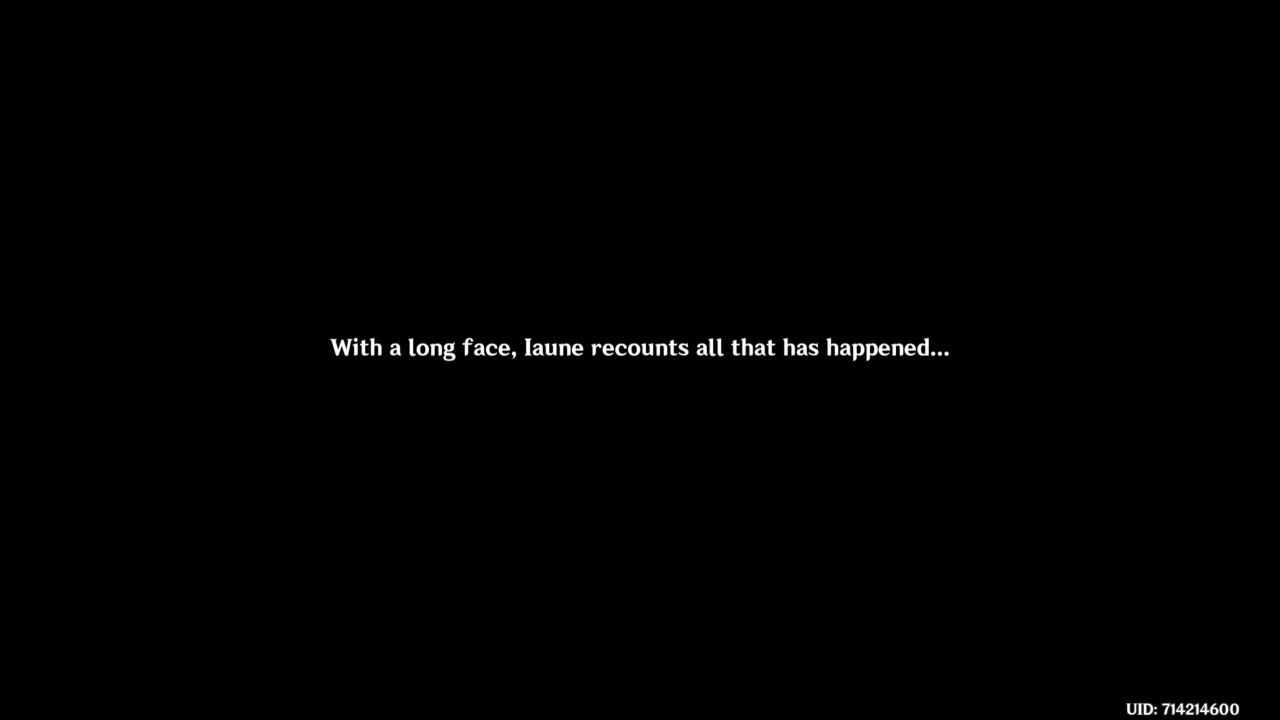 With a long face, Iaune recounts all that has happened...
UID: 714214600